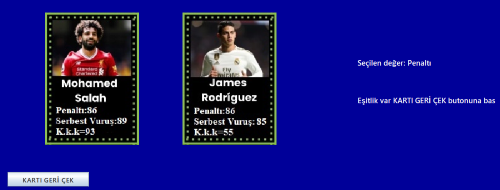 Mohamed
Salah
Penaltı:86
Serbest Vuruş:89
K.k.k=93
James
Rodríguez
Penaltı:86
Serbest Vuruş: 85
K.k.k=55
Seçilen değer: Penaltı
Eşitlik var KARTI GERİ ÇEK butonuna bas
KARTI GERİ ÇEK